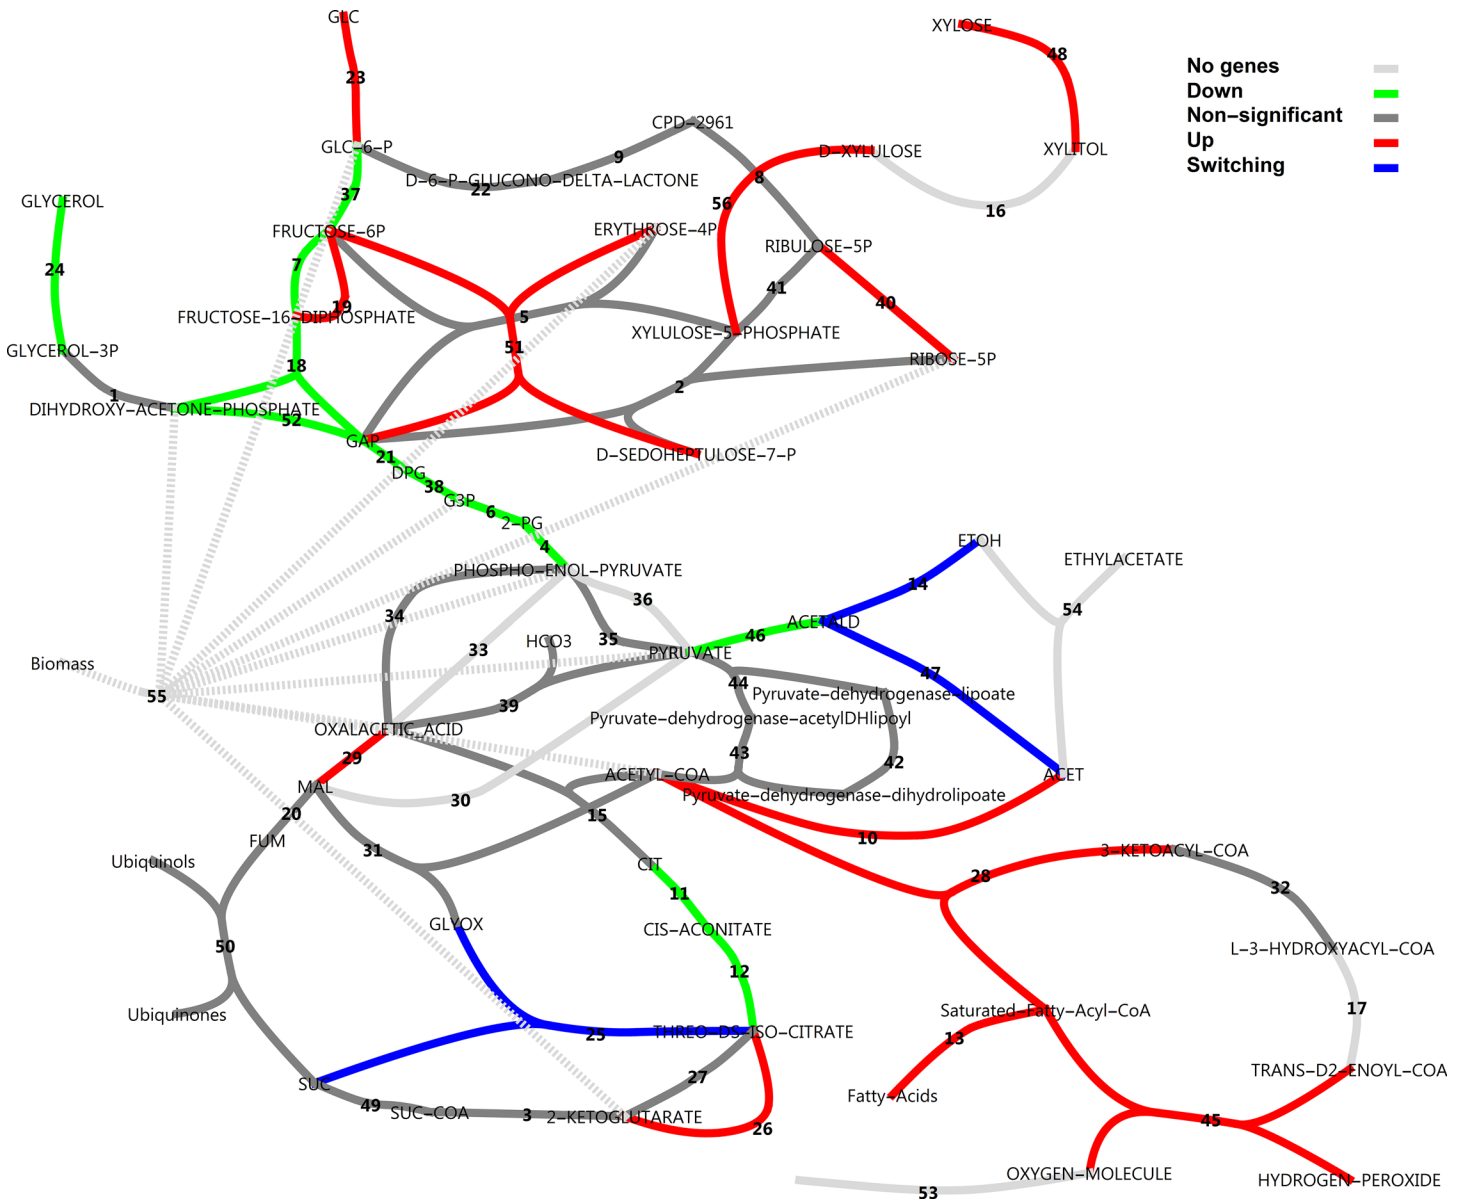 GLC
XYLOSE
48
No genes
Down
Non−significant
Up
Switching
23
CPD−2961
GLC−6−P
9
D−XYLULOSE
XYLITOL
D−6−P−GLUCONO−DELTA−LACTONE
22
8
37
56
16
GLYCEROL
FRUCTOSE−6P
ERYTHROSE−4P
RIBULOSE−5P
24
7
41
40
19
FRUCTOSE−16−DIPHOSPHATE
5
XYLULOSE−5−PHOSPHATE
GLYCEROL−3P
51
RIBOSE−5P
18
2
1
DIHYDROXY−ACETONE−PHOSPHATE
52
GAP
21
D−SEDOHEPTULOSE−7−P
DPG
38
G3P
6
2−PG
4
ETOH
ETHYLACETATE
PHOSPHO−ENOL−PYRUVATE
14
36
34
54
ACETALD
46
35
HCO3
33
PYRUVATE
Biomass
47
44
55
Pyruvate−dehydrogenase−lipoate
39
Pyruvate−dehydrogenase−acetylDHlipoyl
OXALACETIC_ACID
29
43
42
ACETYL−COA
ACET
MAL
30
Pyruvate−dehydrogenase−dihydrolipoate
20
15
FUM
10
31
3−KETOACYL−COA
Ubiquinols
CIT
28
32
11
GLYOX
CIS−ACONITATE
50
L−3−HYDROXYACYL−COA
12
17
Ubiquinones
Saturated−Fatty−Acyl−CoA
25
THREO−DS−ISO−CITRATE
13
27
TRANS−D2−ENOYL−COA
SUC
Fatty−Acids
49
SUC−COA
3
2−KETOGLUTARATE
45
26
OXYGEN−MOLECULE
HYDROGEN−PEROXIDE
53